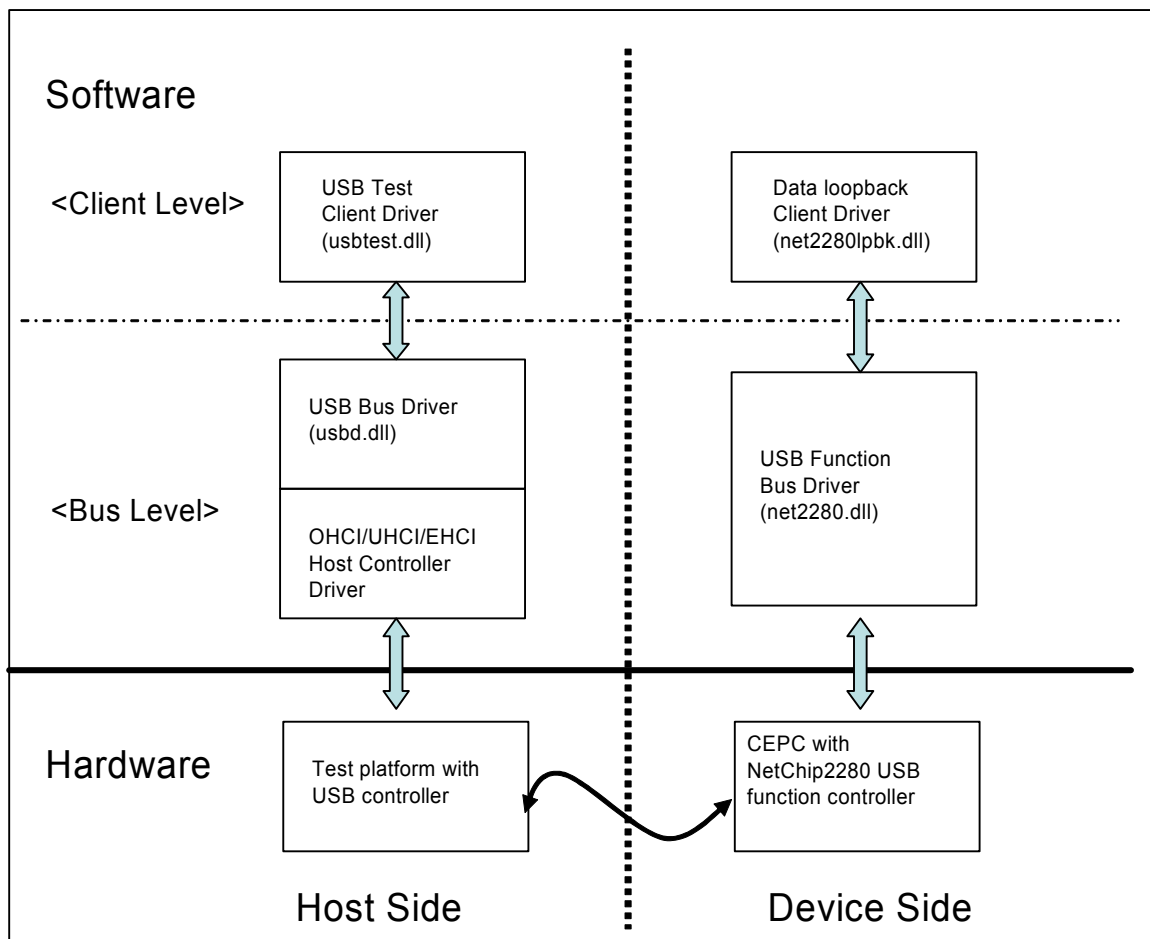 Software
<Client Level>
USB Test
Client Driver
(usbtest.dll)
Data loopback
Client Driver
(net2280lpbk.dll)
<Bus Level>
USB Bus Driver
(usbd.dll)
OHCI/UHCI/EHCI
Host Controller
Driver
USB Function
Bus Driver
(net2280.dll)
Hardware
Test platform with
USB controller
CEPC with
NetChip2280 USB
function controller
Host Side
Device Side